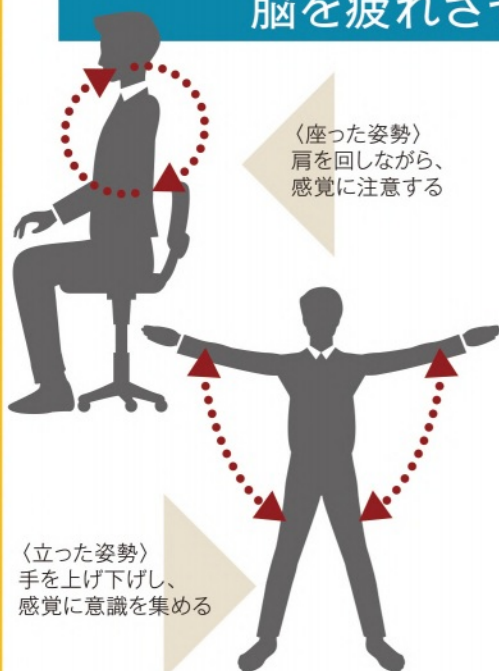 脳を疲れさ
〈座った姿勢〉
肩を回しながら、
感覚に注意する
〈立った姿勢〉
手を上げ下げし、
感覚に意識を集める